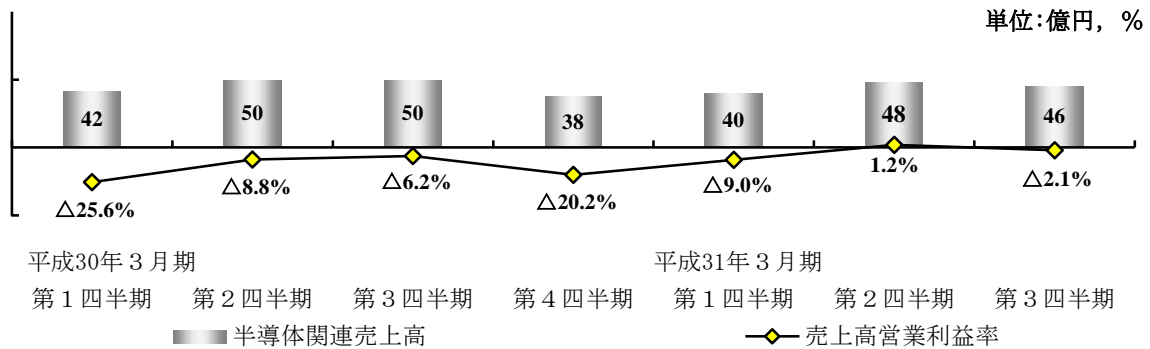 単位：億円，％
42 50 50 38 40 48 46
△25.6% △8.8% △6.2% △20.2% △9.0% 1.2% △2.1%
平成30年３月期 平成31年３月期
第１四半期 第２四半期 第３四半期 第４四半期 第１四半期 第２四半期 第３四半期
半導体関連売上高 売上高営業利益率